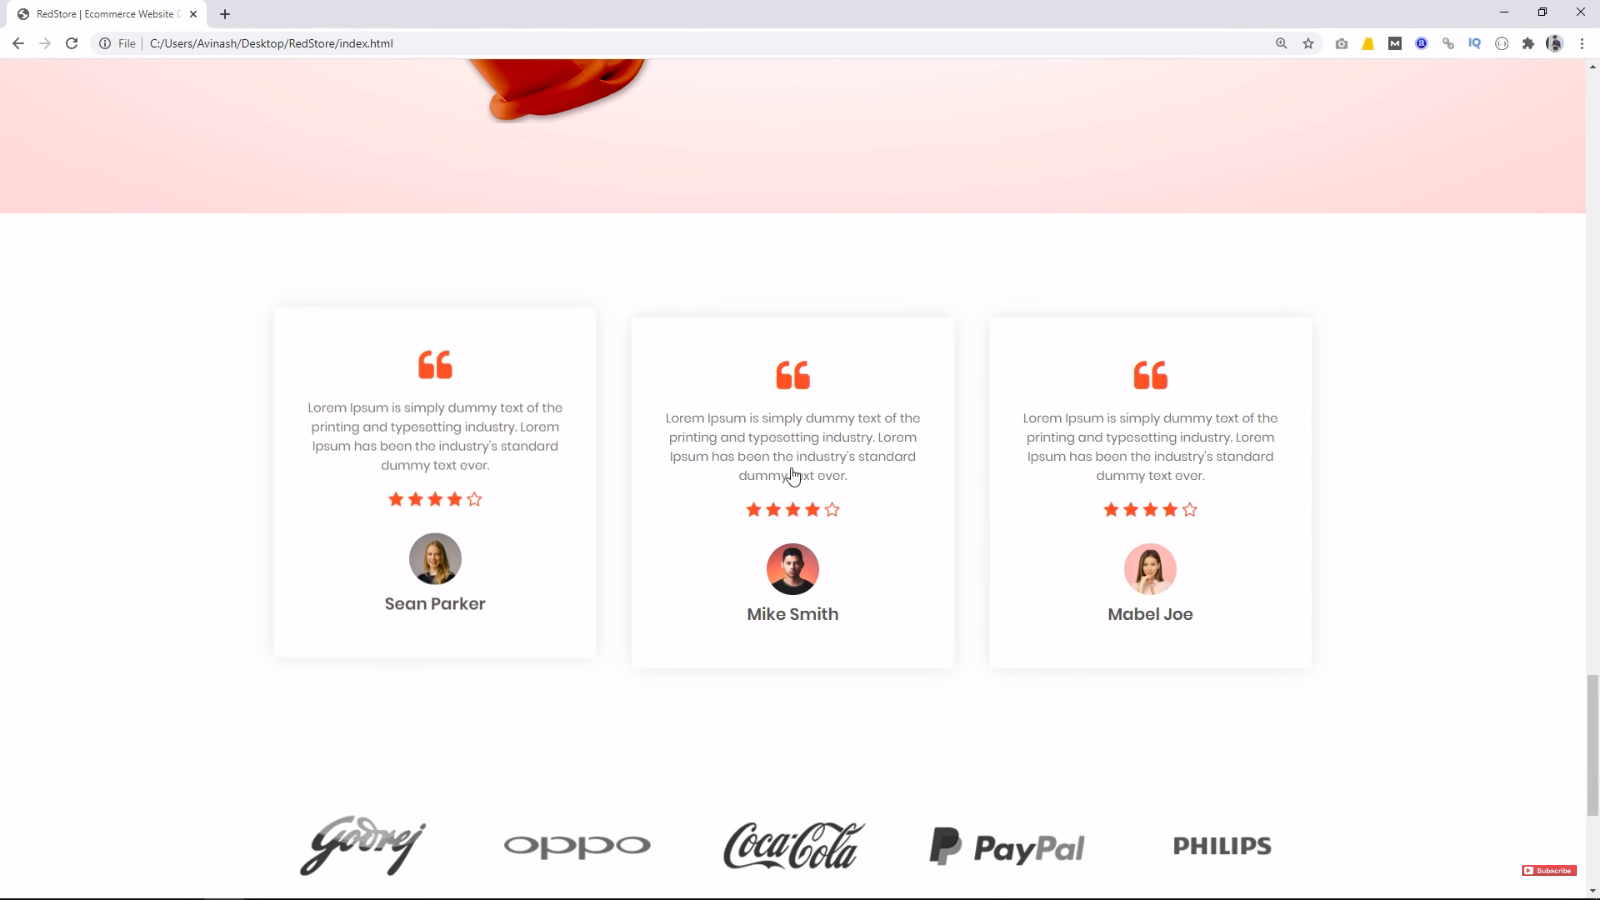 RedStore | Ecommerce Website D
File
C:/Users/Avinash/Desktop/RedStore/index.html
M
a
IQ
Lorem Ipsum is simply dummy text of the
printing and typesetting industry. Lorem
Ipsum has been the industry's standard
dummy text ever.
Sean Parker
Lorem Ipsum is simply dummy text of the
printing and typesetting industry. Lorem
Ipsum has been the industry's standard
dummy text ever.
Mike Smith
Lorem Ipsum is simply dummy text of the
printing and typesetting industry. Lorem
Ipsum has been the industry's standard
dummy text ever.
Mabel Joe
Godrej
oppo
Coca-Cola
PayPal
PHILIPS
Subscribe